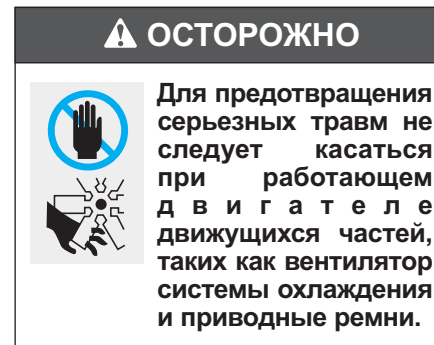 ОСТОРОЖНО
Для предотвращения
серьезных травм не
следует касаться
при работающем
двигателе
движущихся частей,
таких как вентилятор
системы охлаждения
и приводные ремни.